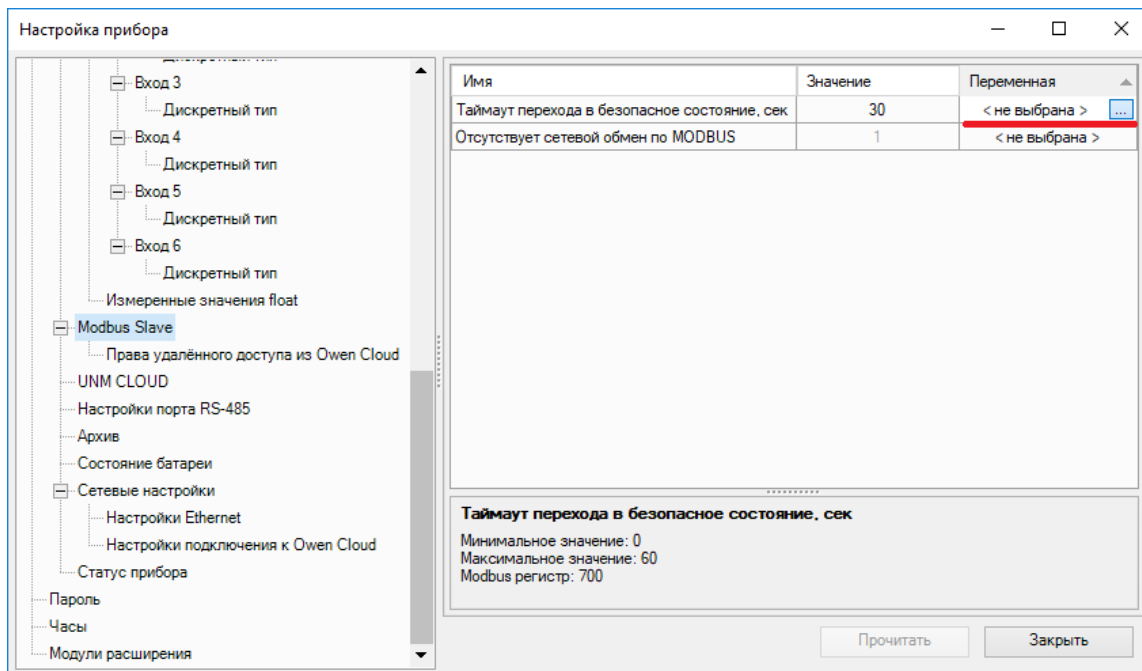 Настройка прибора
Вход 3
Дискретный тип
Вход 4
Дискретный тип
Вход 5
Дискретный тип
Вход 6
Дискретный тип
Измеренные значения float
Modbus Slave
Права удалённого доступа из Owen Cloud
UNM CLOUD
Настройки порта RS-485
Архив
Состояние батареи
Сетевые настройки
Настройки Ethernet
Настройки подключения к Owen Cloud
Статус прибора
Пароль
Часы
Модули расширения
Имя Значение Переменная
Таймаут перехода в безопасное состояние, сек 30 < не выбрана > ...
Отсутствует сетевой обмен по MODBUS 1 < не выбрана >
Таймаут перехода в безопасное состояние, сек
Минимальное значение: 0
Максимальное значение: 60
Modbus регистр: 700
Прочитать Закрыть